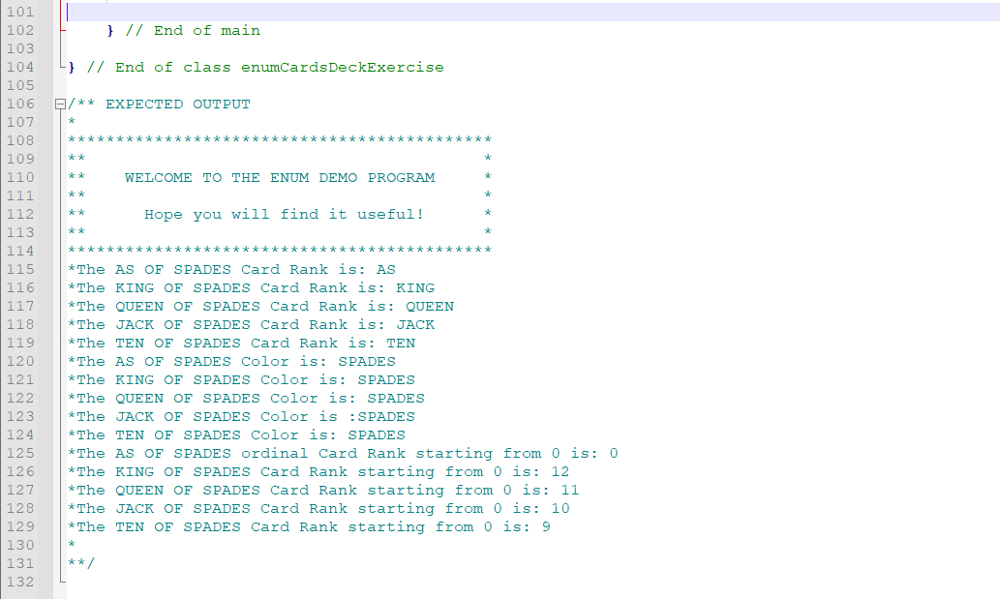 101
102 } // End of main
103
104 } // End of class enumCardsDeckExercise
105
106 /** EXPECTED OUTPUT
107 *
108 ********************************************
109 ** *
110 ** WELCOME TO THE ENUM DEMO PROGRAM *
111 ** *
112 ** Hope you will find it useful! *
113 ** *
114 ********************************************
115 *The AS OF SPADES Card Rank is: AS
116 *The KING OF SPADES Card Rank is: KING
117 *The QUEEN OF SPADES Card Rank is: QUEEN
118 *The JACK OF SPADES Card Rank is: JACK
119 *The TEN OF SPADES Card Rank is: TEN
120 *The AS OF SPADES Color is: SPADES
121 *The KING OF SPADES Color is: SPADES
122 *The QUEEN OF SPADES Color is: SPADES
123 *The JACK OF SPADES Color is :SPADES
124 *The TEN OF SPADES Color is: SPADES
125 *The AS OF SPADES ordinal Card Rank starting from 0 is: 0
126 *The KING OF SPADES Card Rank starting from 0 is: 12
127 *The QUEEN OF SPADES Card Rank starting from 0 is: 11
128 *The JACK OF SPADES Card Rank starting from 0 is: 10
129 *The TEN OF SPADES Card Rank starting from 0 is: 9
130 *
131 **/
132